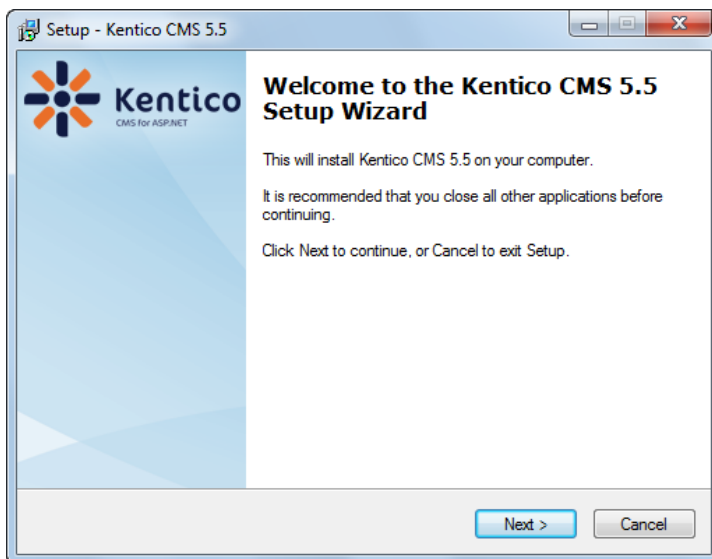 Setup - Kentico CMS 5.5
Kentico
CMS for ASP.NET
Welcome to the Kentico CMS 5.5
Setup Wizard
This will install Kentico CMS 5.5 on your computer.
It is recommended that you close all other applications before
continuing.
Click Next to continue, or Cancel to exit Setup.
Next >
Cancel